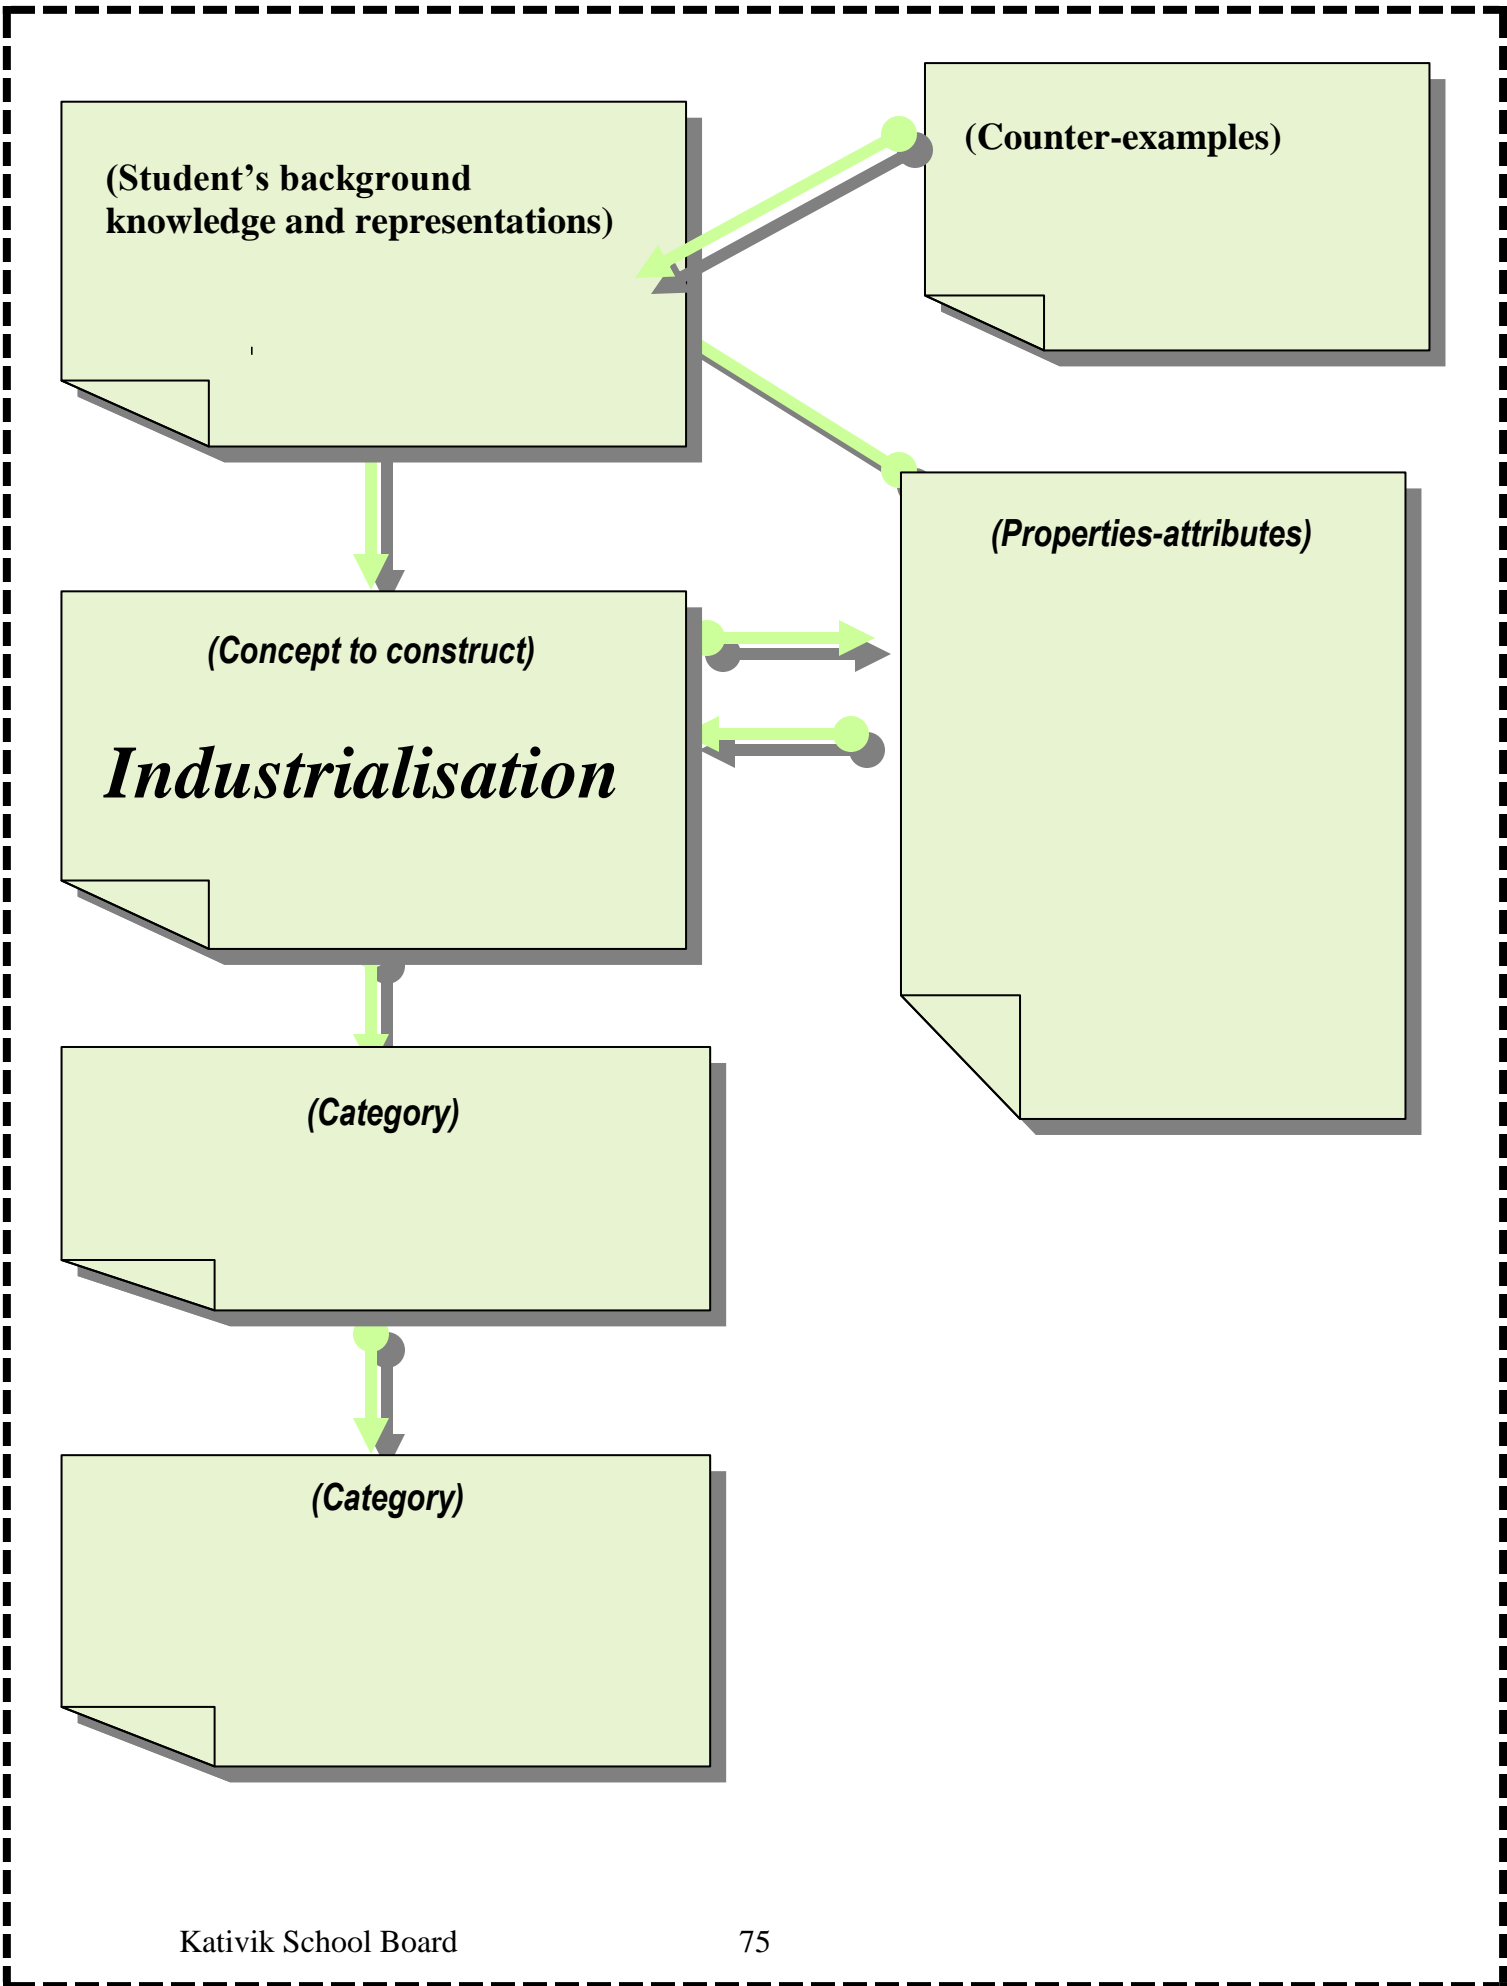 (Student’s background
knowledge and representations)
(Counter-examples)
(Properties-attributes)
(Concept to construct)
Industrialisation
(Category)
(Category)
Kativik School Board 75